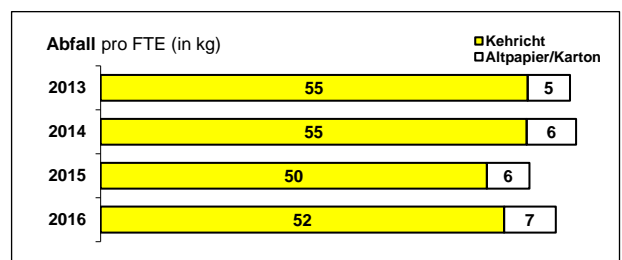 Abfall pro FTE (in kg)
Kehricht
Altpapier/Karton
2013 55 5
2014 55 6
2015 50 6
2016 52 7